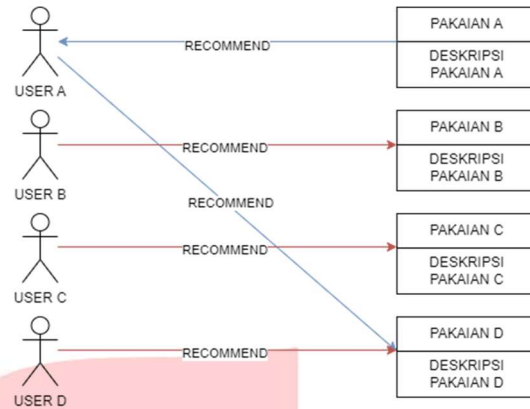 PAKAIAN A
RECOMMEND
DESKRIPSI
PAKAIAN A
USER A
PAKAIAN B
RECOMMEND
DESKRIPSI
PAKAIAN B
USER B
RECOMMEND
PAKAIAN C
RECOMMEND
DESKRIPSI
PAKAIAN C
USER C
PAKAIAN D
RECOMMEND
DESKRIPSI
PAKAIAN D
USER D